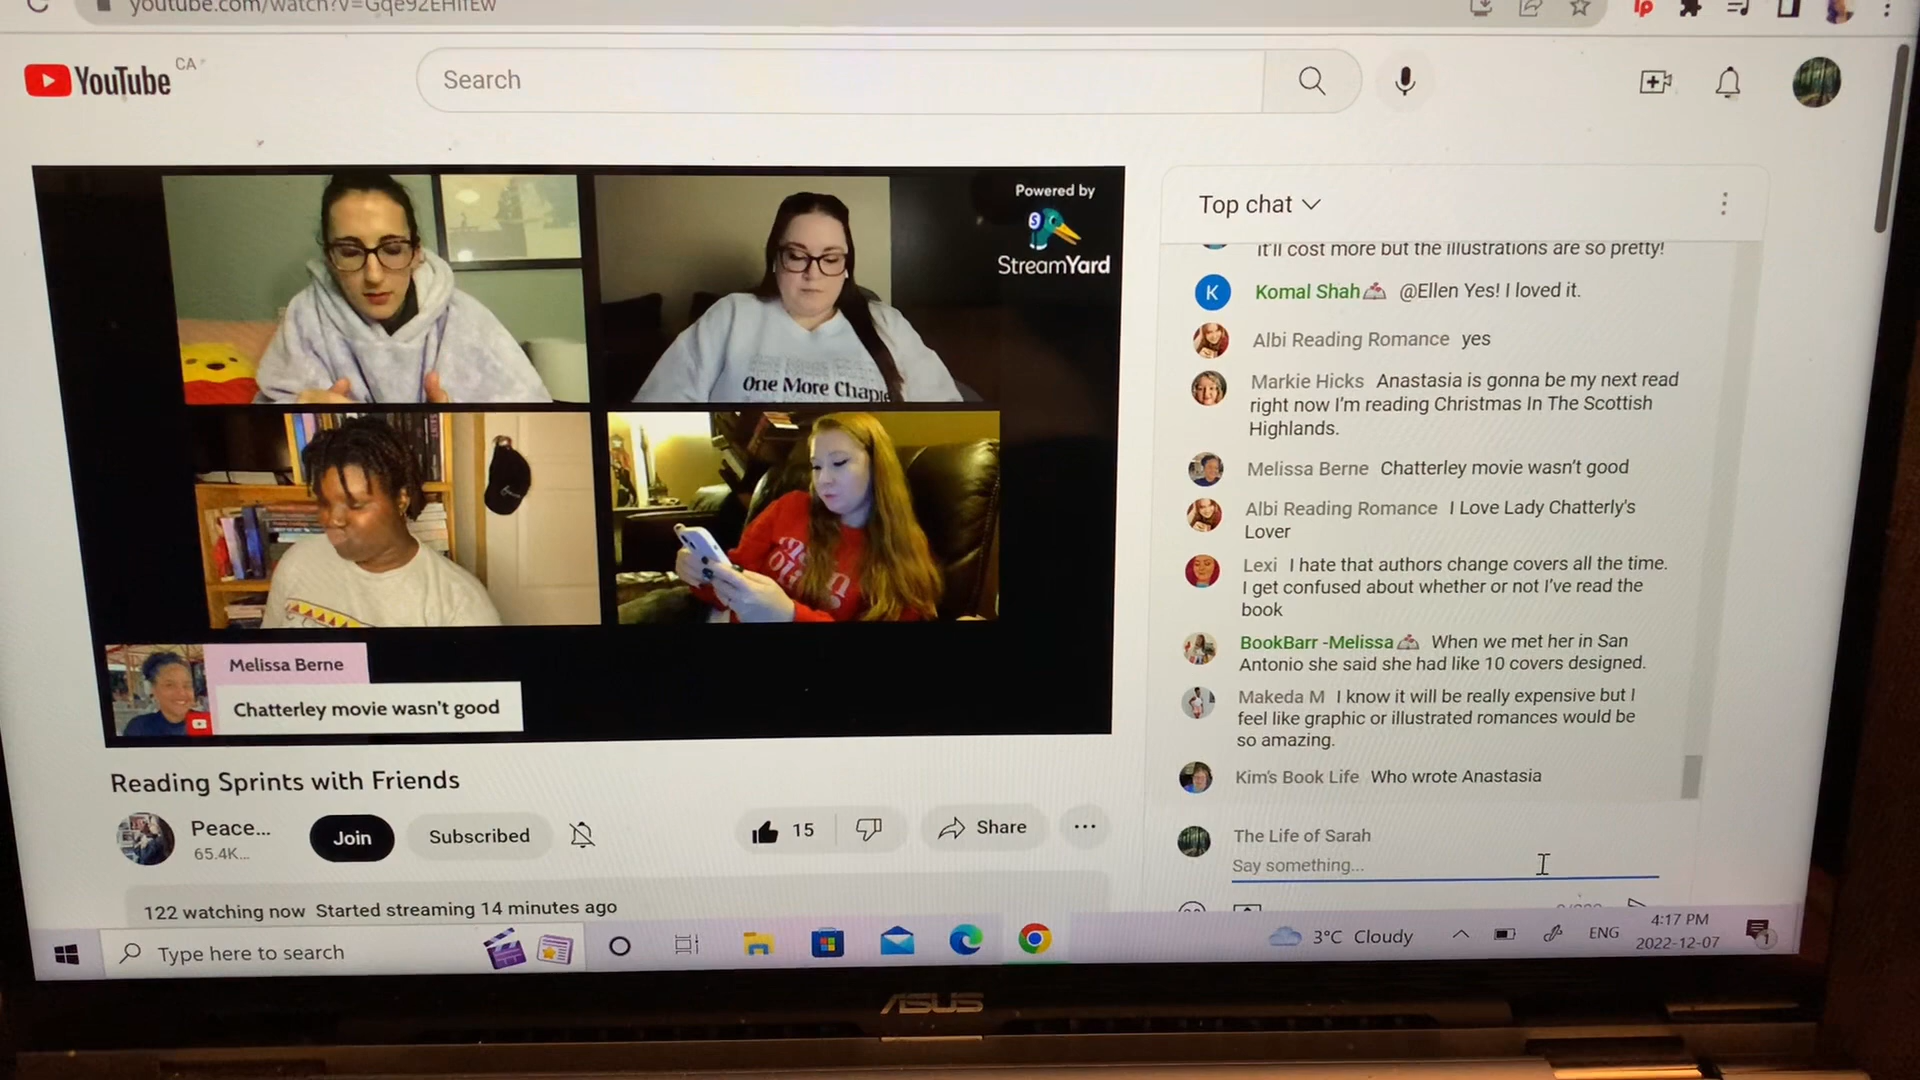 youtube.com/watch?v=Gqe92EHifEw
YouTube CA
Search
Powered by
StreamYard
One More Chapte
Melissa Berne
Chatterley movie wasn't good
Reading Sprints with Friends
Peace...
65.4K...
Join
Subscribed
15
Share
122 watching now Started streaming 14 minutes ago
Top chat
it'll cost more but the illustrations are so pretty!
K
Komal Shah @Ellen Yes! I loved it.
Albi Reading Romance yes
Markie Hicks Anastasia is gonna be my next read
right now I'm reading Christmas In The Scottish
Highlands.
Melissa Berne Chatterley movie wasn't good
Albi Reading Romance I Love Lady Chatterly's
Lover
Lexi I hate that authors change covers all the time.
I get confused about whether or not I've read the
book
BookBarr -Melissa When we met her in San
Antonio she said she had like 10 covers designed.
Makeda M I know it will be really expensive but I
feel like graphic or illustrated romances would be
so amazing.
Kim's Book Life Who wrote Anastasia
The Life of Sarah
Say something...
Type here to search
3°C Cloudy
ENG
4:17 PM
2022-12-07
1
ASUS